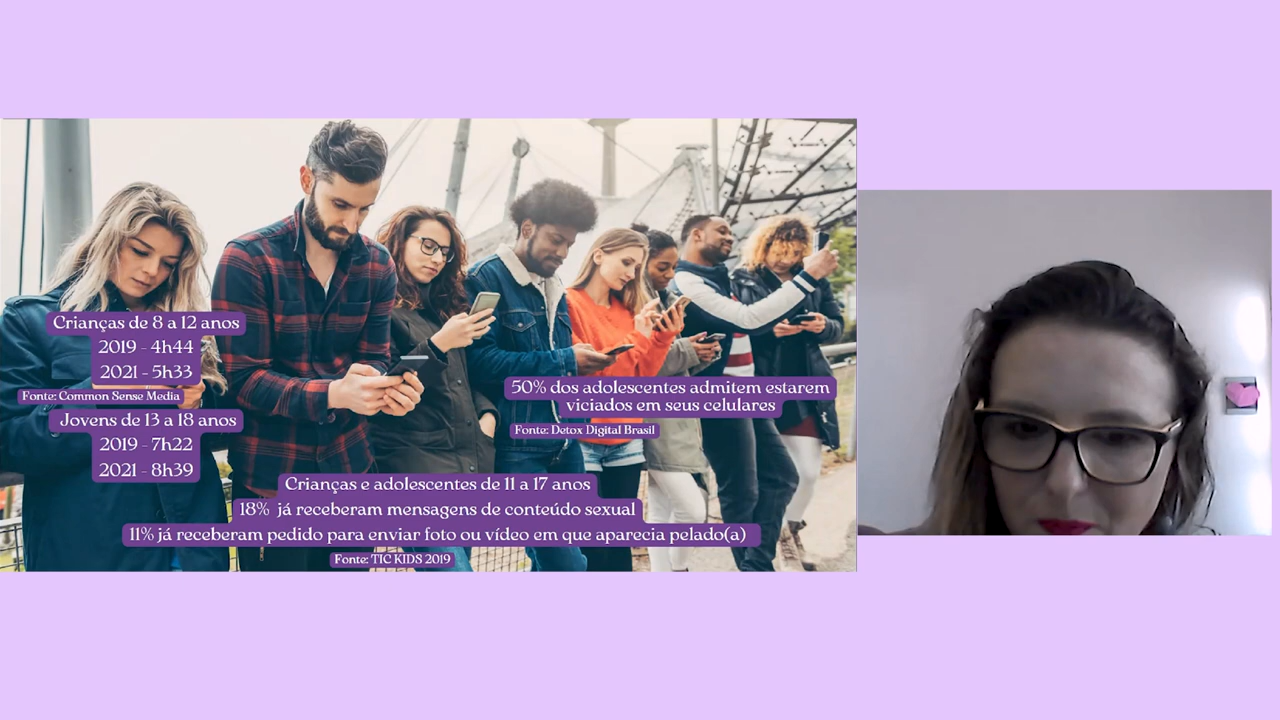 Crianças de 8 a 12 anos
2019 - 4h44
2021 - 5h33
Fonte: Common Sense Media
Jovens de 13 a 18 anos
2019 - 7h22
2021 - 8h39
50% dos adolescentes admitem estarem
viciados em seus celulares
Fonte: Detox Digital Brasil
Crianças e adolescentes de 11 a 17 anos
18% já receberam mensagens de conteúdo sexual
11% já receberam pedido para enviar foto ou vídeo em que aparecia pelado(a)
Fonte: TIC KIDS 2019